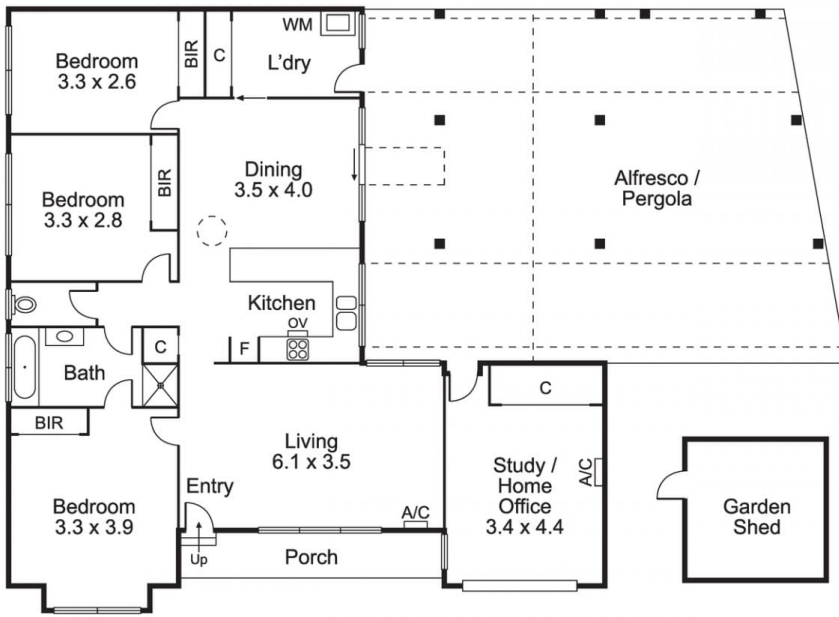 Bedroom
3.3 x 2.6
BIR
C
WM
L'dry
Bedroom
3.3 x 2.8
BIR
Dining
3.5 x 4.0
Alfresco /
Pergola
Kitchen
OV
F
C
Bath
BIR
Bedroom
3.3 x 3.9
Living
6.1 x 3.5
Entry
A/C
Up
Porch
C
Study /
Home
Office
3.4 x 4.4
A/C
Garden
Shed